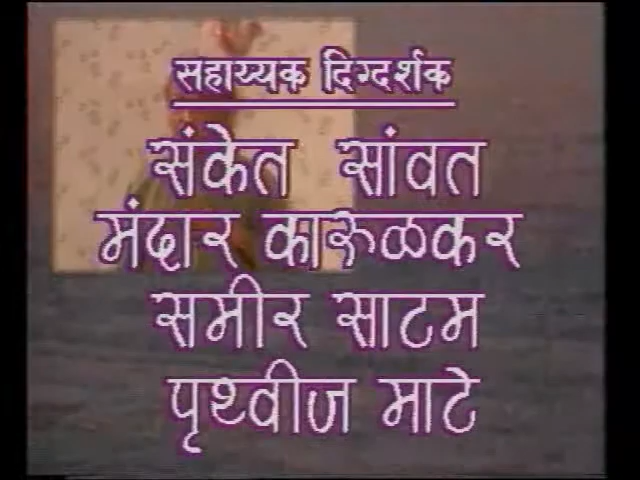 सहाय्यक दिग्दर्शक
संकेत सांवत
मंदार कारुळकर
समीर साटम
पृथ्वीज माटे